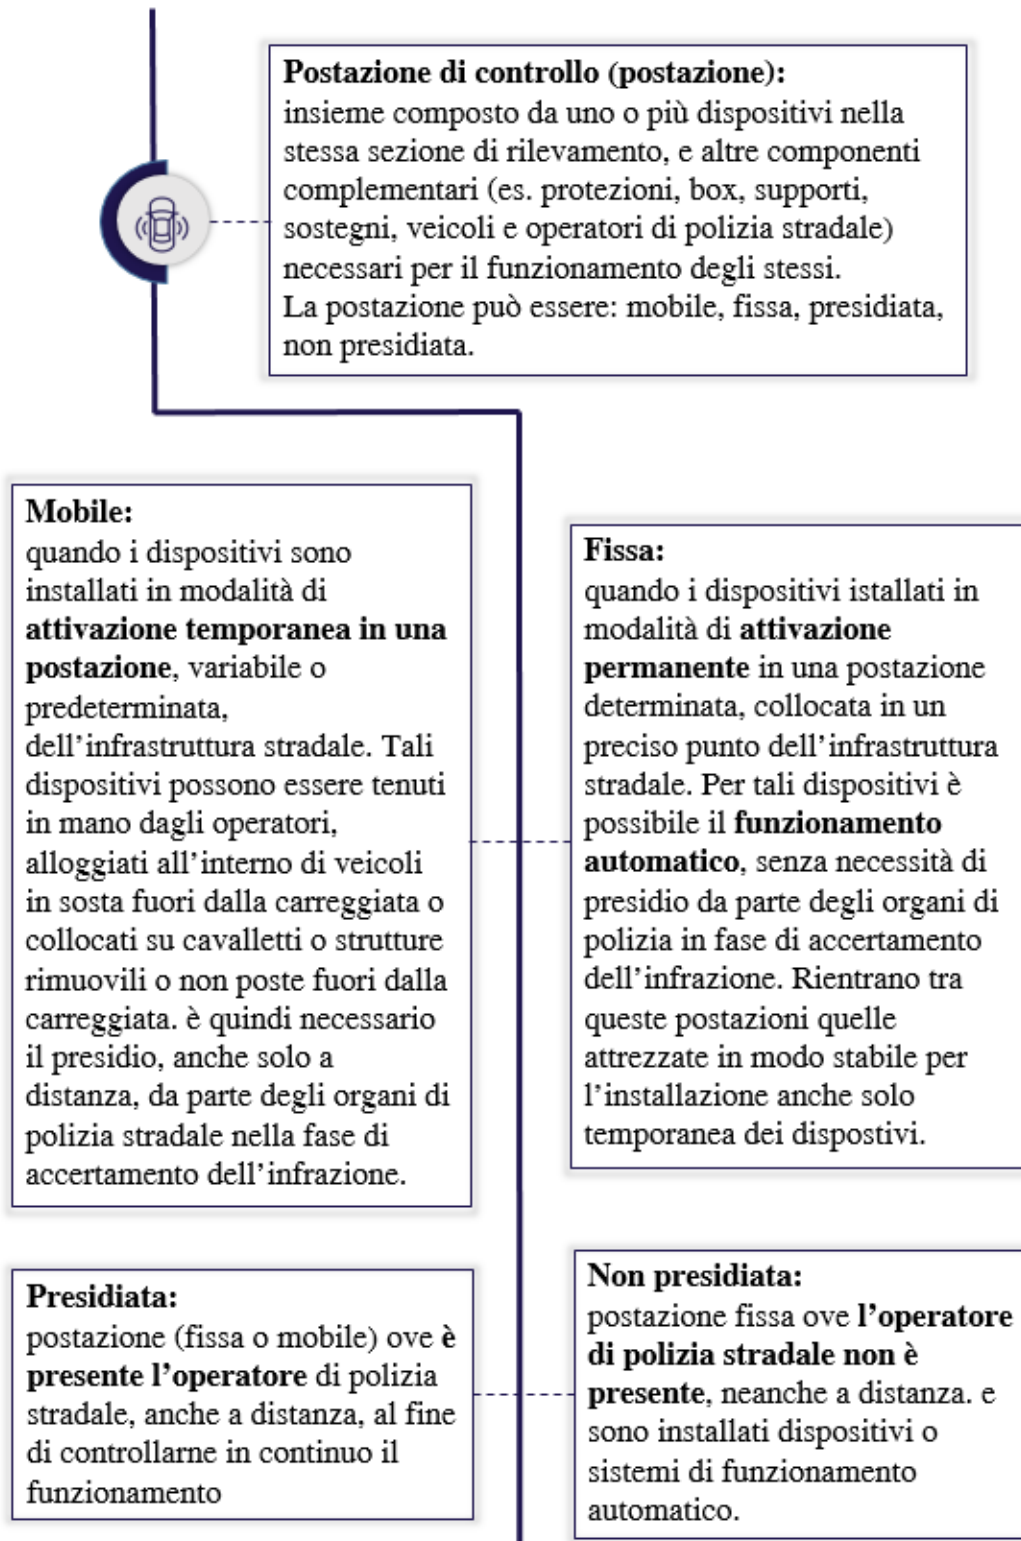 Postazione di controllo (postazione):
insieme composto da uno o più dispositivi nella
stessa sezione di rilevamento, e altre componenti
complementari (es. protezioni, box, supporti,
sostegni, veicoli e operatori di polizia stradale)
necessari per il funzionamento degli stessi.
La postazione può essere: mobile, fissa, presidiata,
non presidiata.
Mobile:
quando i dispositivi sono
installati in modalità di
attivazione temporanea in una
postazione, variabile o
predeterminata,
dell’infrastruttura stradale. Tali
dispositivi possono essere tenuti
in mano dagli operatori,
alloggiati all’interno di veicoli
in sosta fuori dalla carreggiata o
collocati su cavalletti o strutture
rimuovili o non poste fuori dalla
carreggiata. è quindi necessario
il presidio, anche solo a
distanza, da parte degli organi di
polizia stradale nella fase di
accertamento dell’infrazione.
Fissa:
quando i dispositivi istallati in
modalità di attivazione
permanente in una postazione
determinata, collocata in un
preciso punto dell’infrastruttura
stradale. Per tali dispositivi è
possibile il funzionamento
automatico, senza necessità di
presidio da parte degli organi di
polizia in fase di accertamento
dell’infrazione. Rientrano tra
queste postazioni quelle
attrezzate in modo stabile per
l’installazione anche solo
temporanea dei dispostivi.
Presidiata:
postazione (fissa o mobile) ove è
presente l’operatore di polizia
stradale, anche a distanza, al fine
di controllarne in continuo il
funzionamento
Non presidiata:
postazione fissa ove l’operatore
di polizia stradale non è
presente, neanche a distanza. e
sono installati dispositivi o
sistemi di funzionamento
automatico.